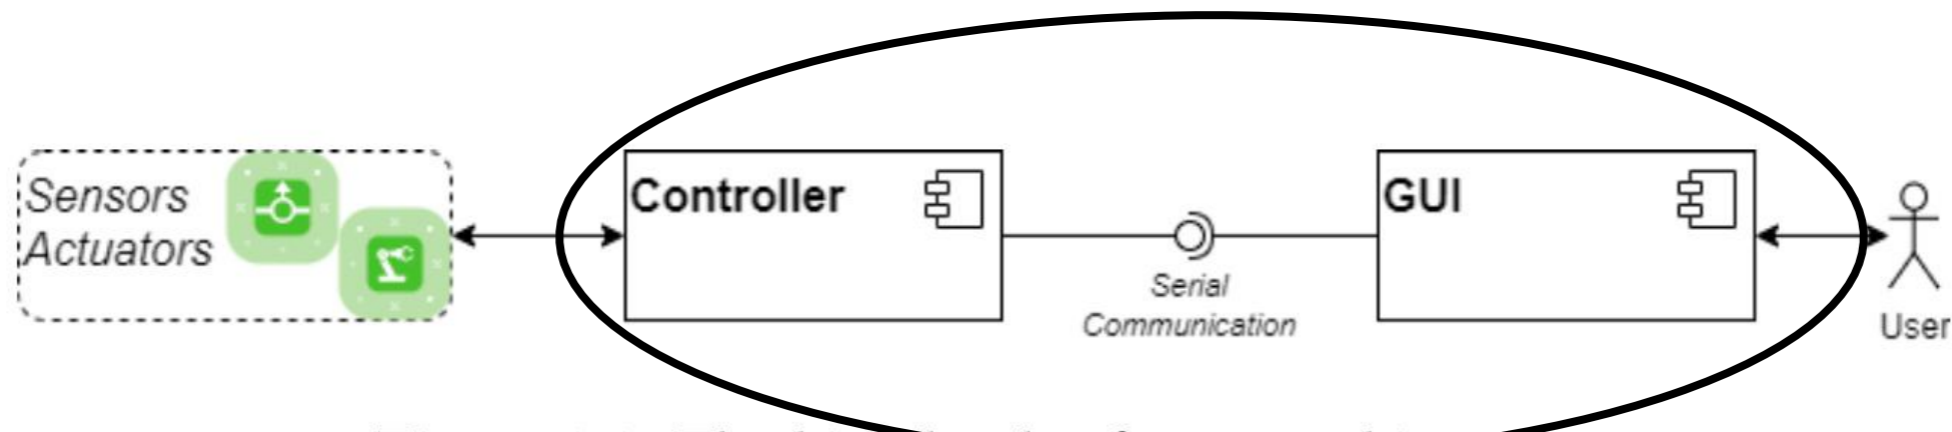 Sensors
Actuators
Controller
GUI
Serial
Communication
User